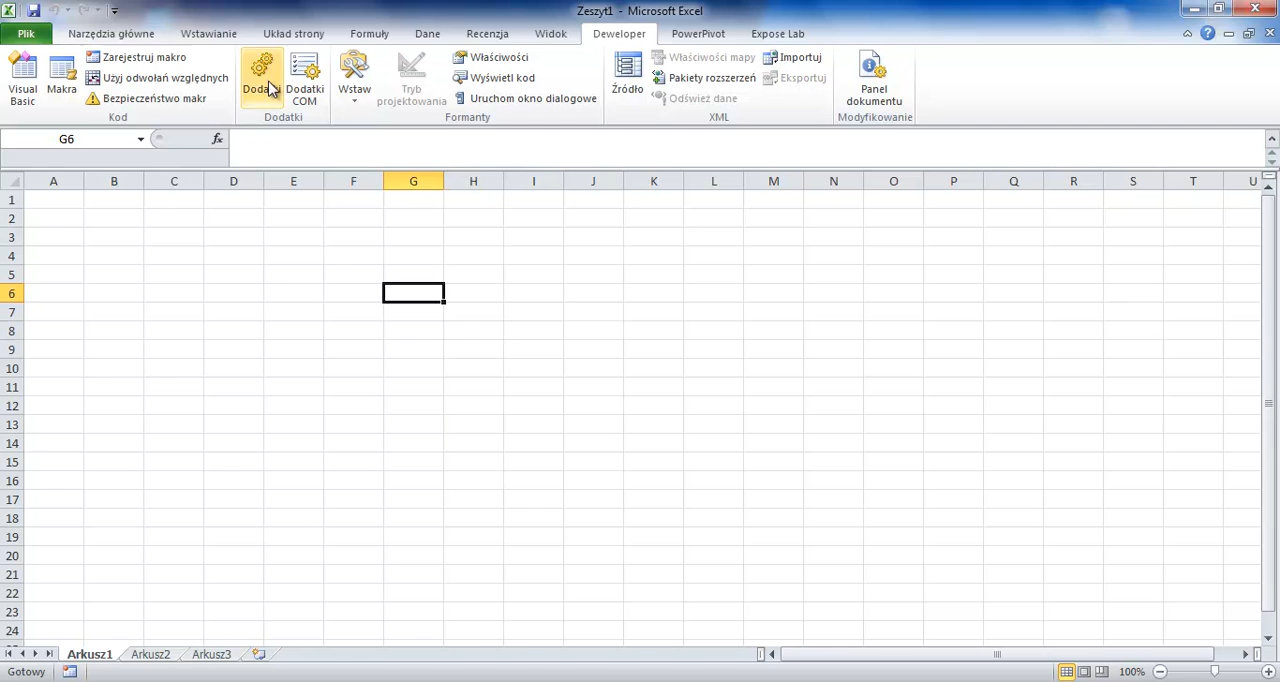 Zeszyt1 - Microsoft Excel
Plik Narzędzia główne Wstawianie Układ strony Formuły Dane Recenzja Widok Deweloper PowerPivot Expose Lab
Visual Basic
Makra
Zarejestruj makro
Użyj odwołań względnych
Bezpieczeństwo makr
Kod
Dodatki COM
Dodatki
Wstaw
Tryb projektowania
Właściwości
Wyświetl kod
Uruchom okno dialogowe
Formanty
Źródło
Właściwości mapy
Pakiety rozszerzeń
Odśwież dane
Importuj
Eksportuj
XML
Panel dokumentu
Modyfikowanie
G6
fx
A B C D E F G H I J K L M N O P Q R S T U
1
2
3
4
5
6
7
8
9
10
11
12
13
14
15
16
17
18
19
20
21
22
23
24
Arkusz1 Arkusz2 Arkusz3
Gotowy 100%